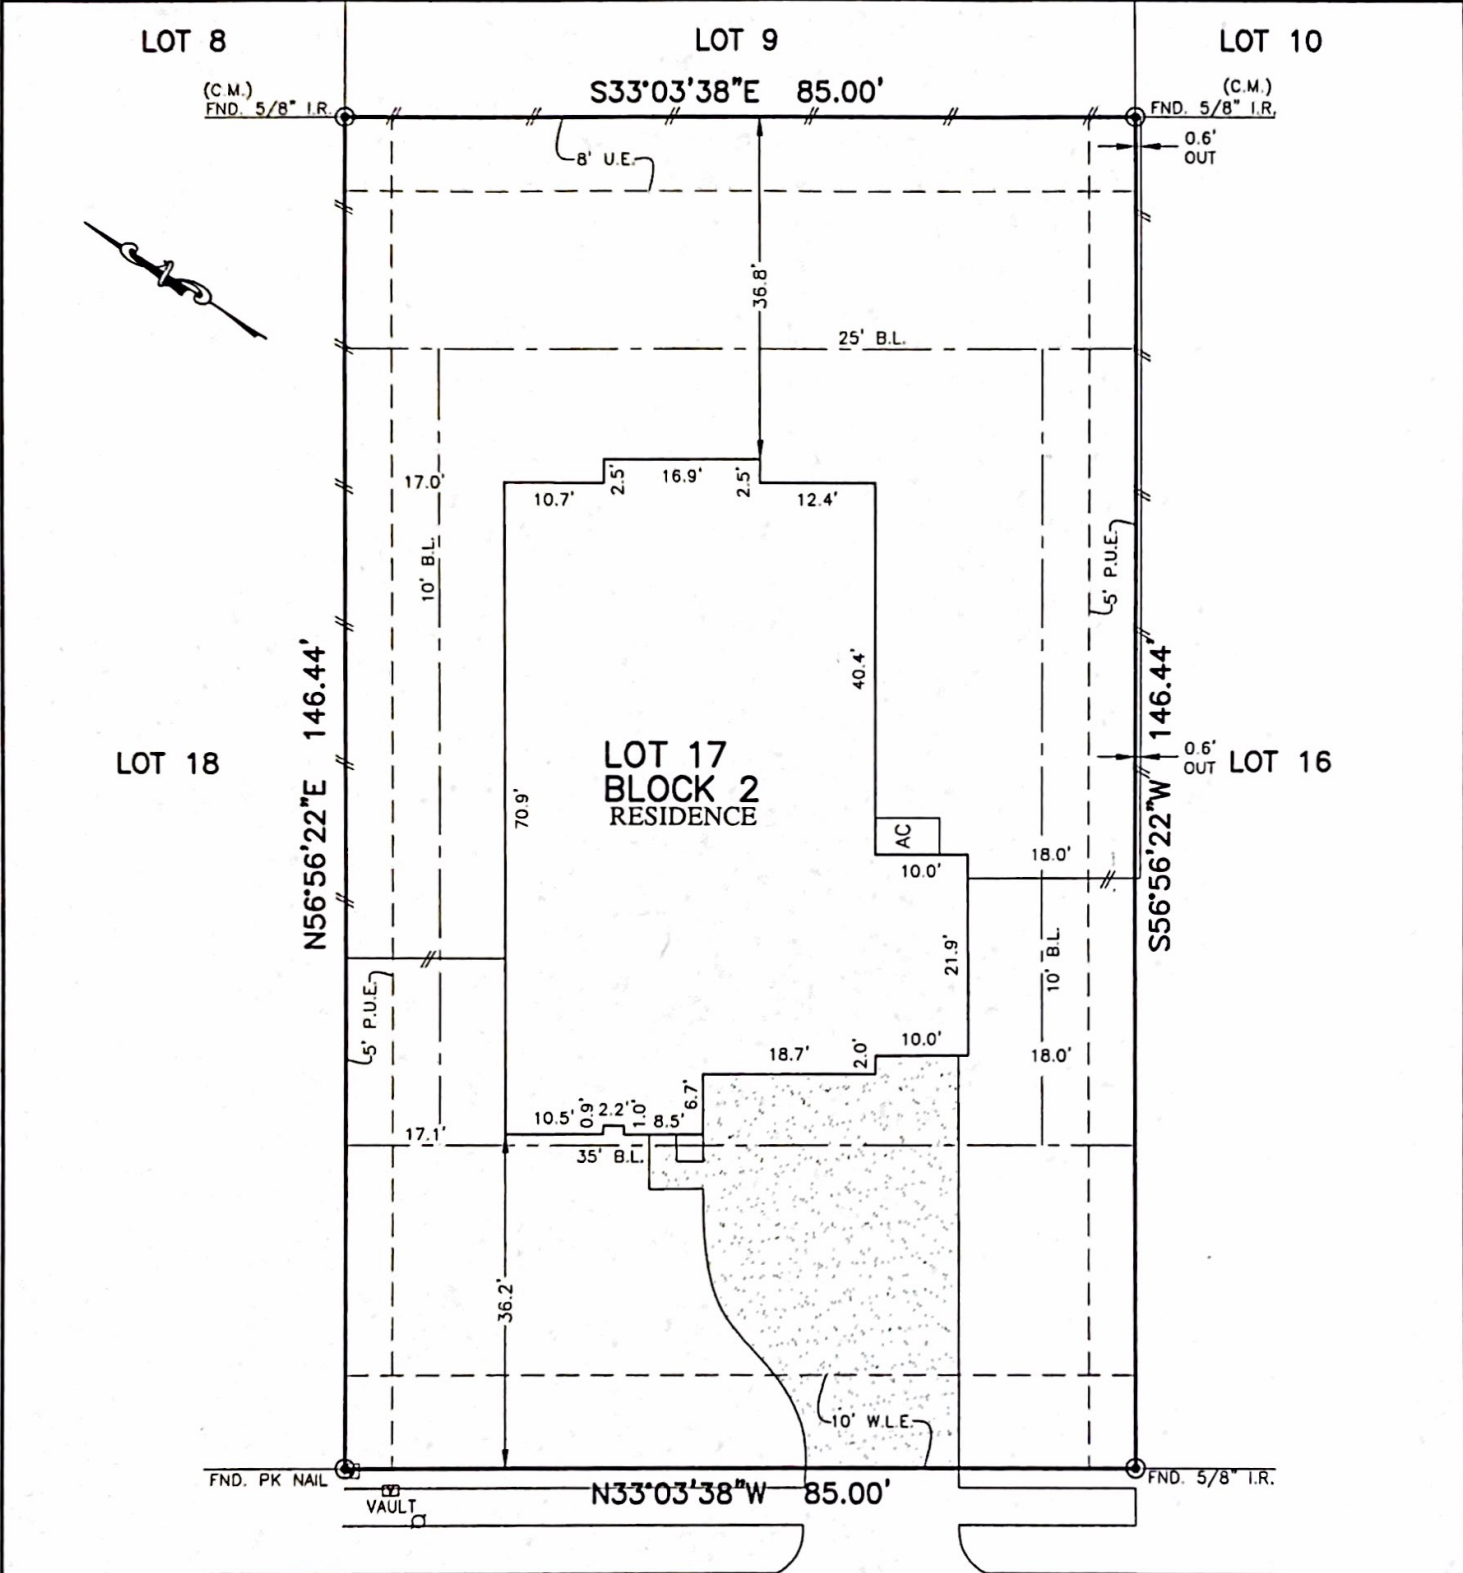 LOT 8
LOT 9
LOT 10
(C.M.)
FND. 5/8" I.R.
S33°03'38"E 85.00'
(C.M.)
FND. 5/8" I.R.
0.6'
OUT
8' U.E.
36.8'
25' B.L.
17.0'
10.7'
2.5'
16.9'
2.5'
12.4'
10' B.L.
5' P.U.E.
40.4'
N56°56'22"E 146.44'
S56°56'22"W 146.44'
LOT 18
LOT 17
BLOCK 2
RESIDENCE
70.9'
0.6'
OUT
LOT 16
AC
10.0'
18.0'
21.9'
10' B.L.
5' P.U.E.
10.0'
18.0'
18.7'
2.0'
6.7'
10.5'
0.9'
2.2'
1.0'
8.5'
17.1'
35' B.L.
36.2'
10' W.L.E.
FND. PK NAIL
N33°03'38"W 85.00'
FND. 5/8" I.R.
VAULT